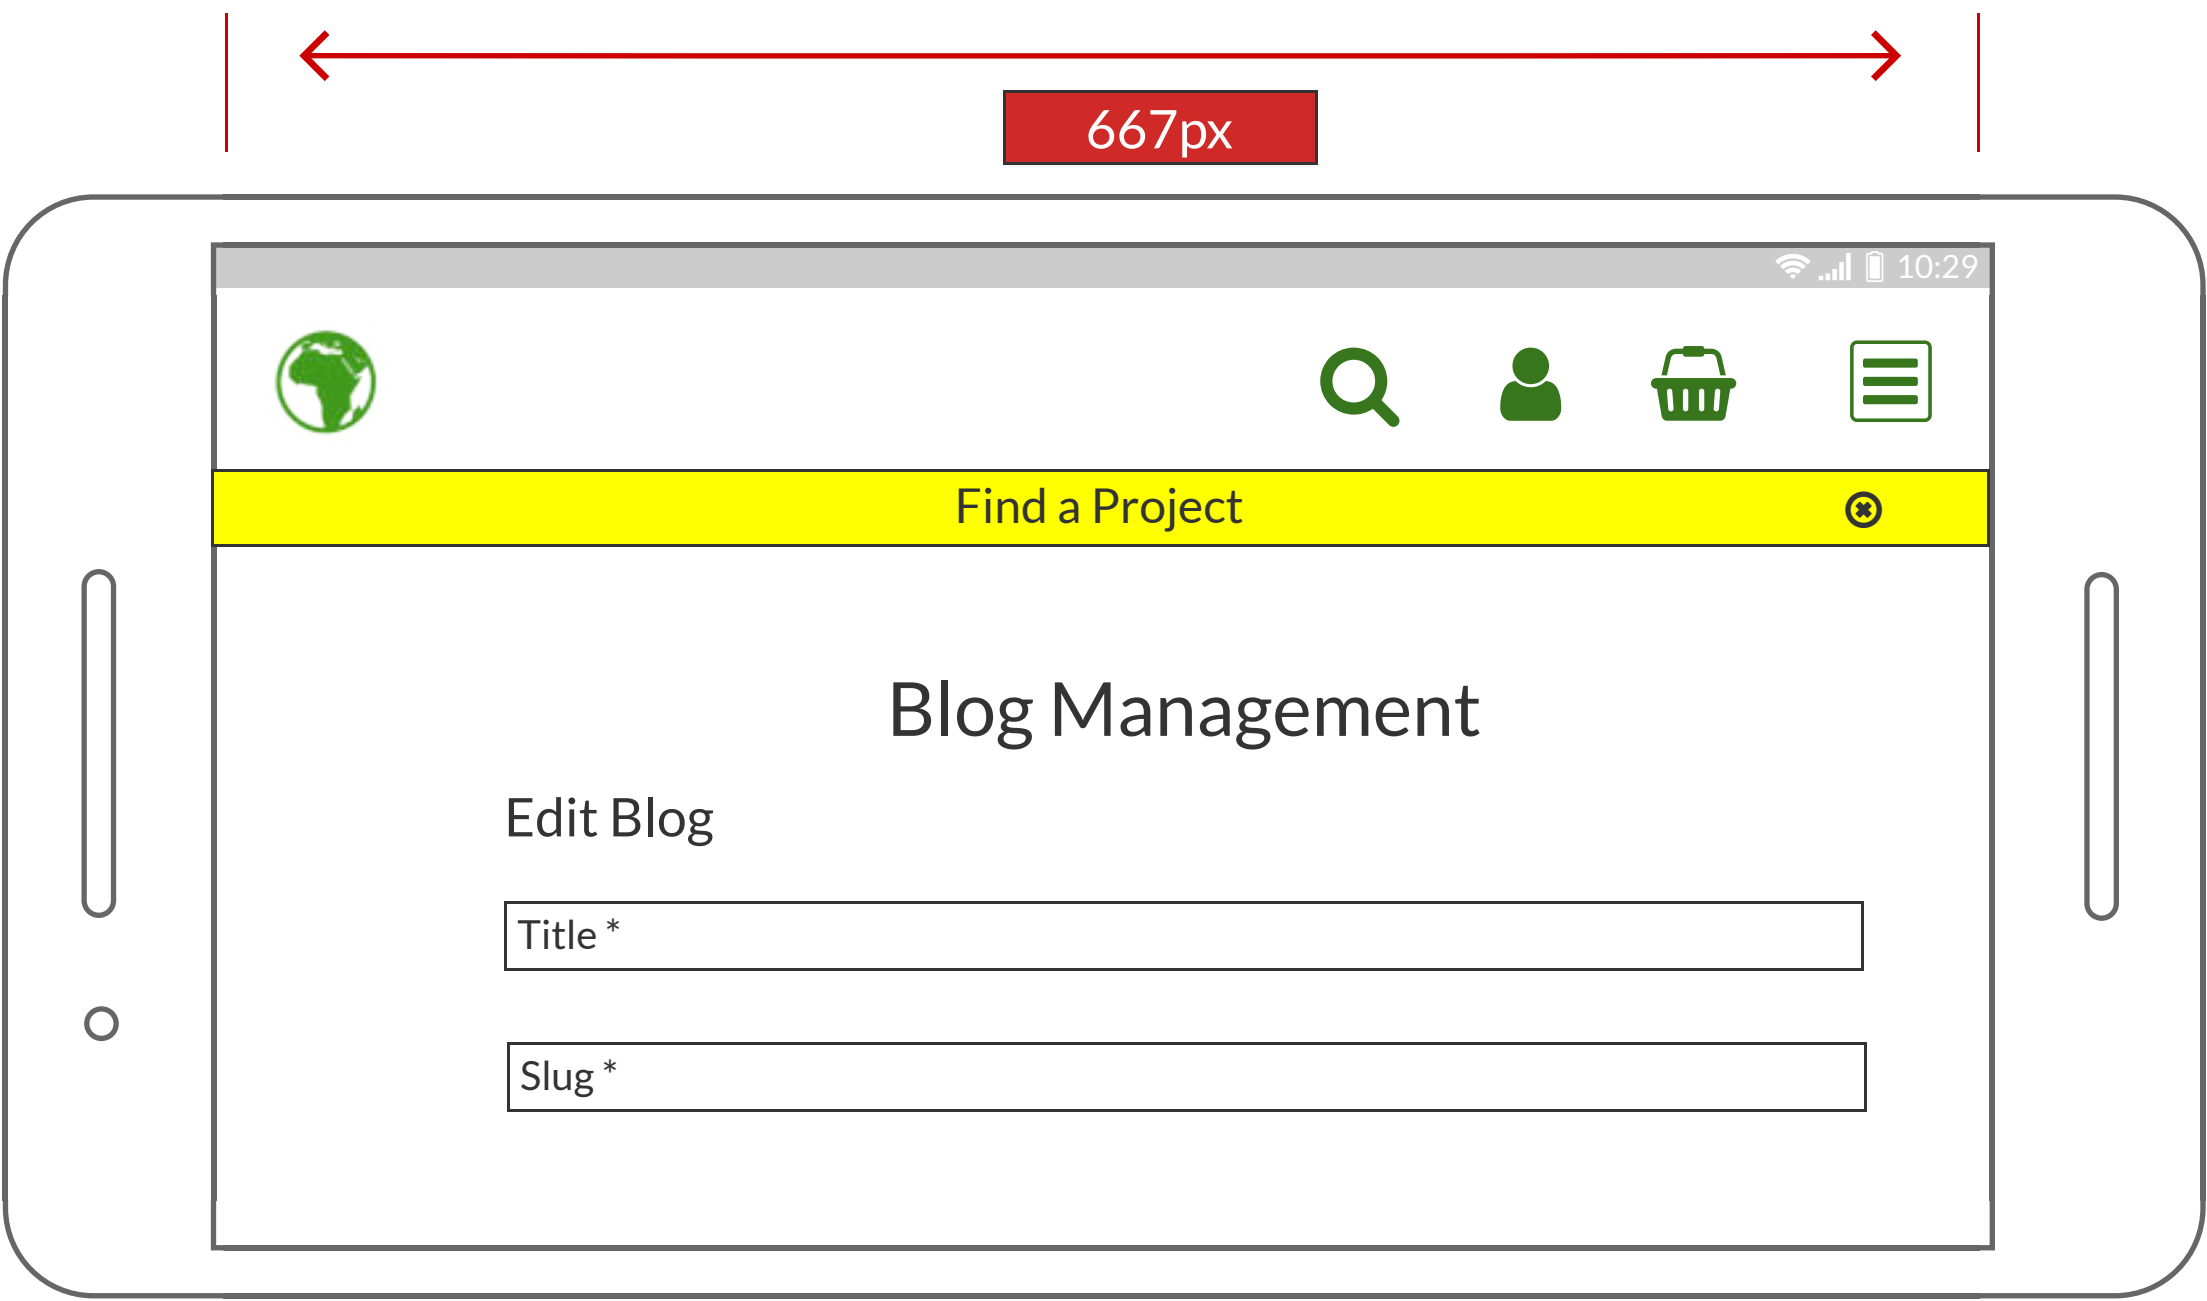 667px
10:29
Find a Project
Blog Management
Edit Blog
Title *
Slug *